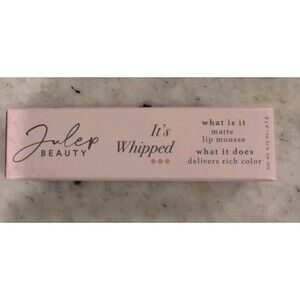 Julep
BEAUTY
It's
Whipped
what is it
matte
lip mousse
what it does
delivers rich color